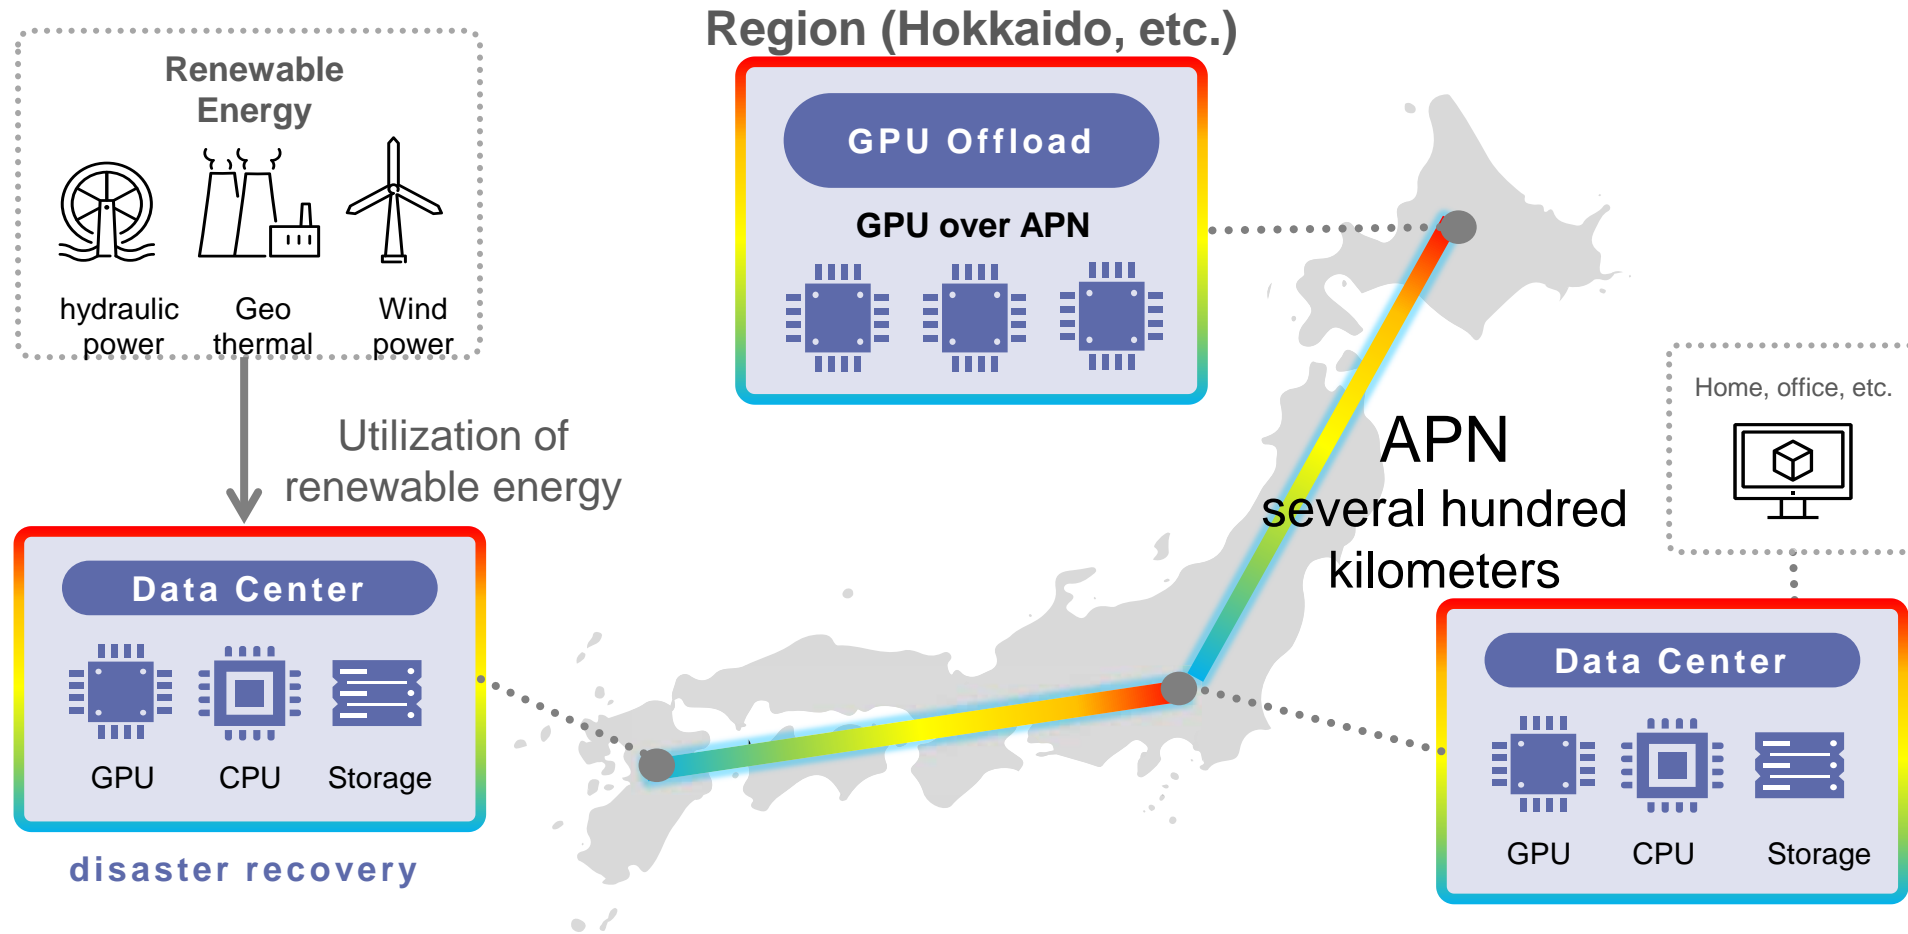 Region (Hokkaido, etc.)
Renewable
Energy
hydraulic
power
Geo
thermal
Wind
power
GPU Offload
GPU over APN
Utilization of
renewable energy
APN
several hundred
kilometers
Home, office, etc.
Data Center
GPU
CPU
Storage
disaster recovery
Data Center
GPU
CPU
Storage